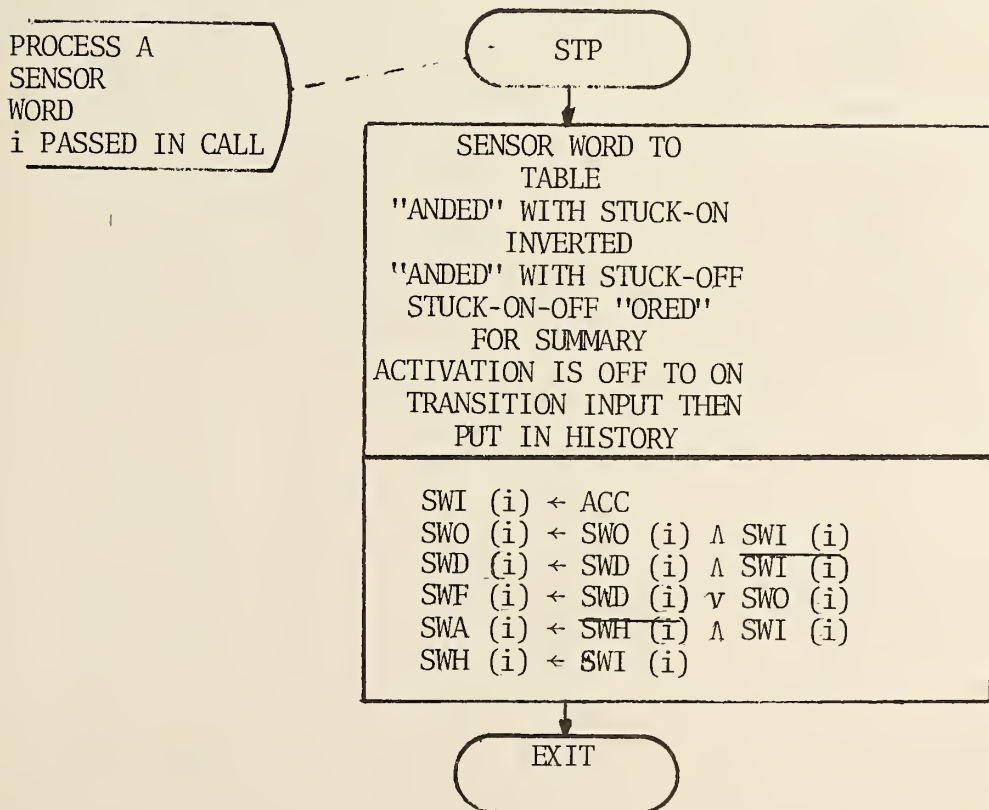 PROCESS A
SENSOR
WORD
i PASSED IN CALL
STP
SENSOR WORD TO
TABLE
"ANDED" WITH STUCK-ON
INVERTED
"ANDED" WITH STUCK-OFF
STUCK-ON-OFF "ORED"
FOR SUMMARY
ACTIVATION IS OFF TO ON
TRANSITION INPUT THEN
PUT IN HISTORY
SWI (i) ← ACC
SWO (i) ← SWO (i) Λ SWI (i)
SWD (i) ← SWD (i) Λ S̅W̅I̅ ̅(̅i̅)̅
SWF (i) ← SWD (i) v SWO (i)
SWA (i) ← S̅W̅H̅ ̅(̅i̅)̅ Λ SWI (i)
SWH (i) ← SWI (i)
EXIT